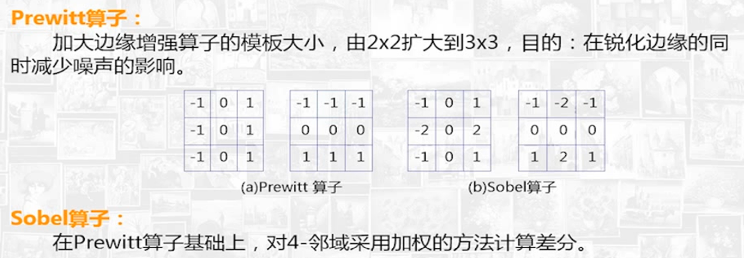 Prewitt算子：
加大边缘增强算子的模板大小，由2x2扩大到3x3，目的：在锐化边缘的同
时减少噪声的影响。
-1 0 1 -1 -1 -1 -1 0 1 -1 -2 -1
-1 0 1 0 0 0 -2 0 2 0 0 0
-1 0 1 1 1 1 -1 0 1 1 2 1
(a)Prewitt 算子 (b)Sobel算子
Sobel算子：
在Prewitt算子基础上，对4-邻域采用加权的方法计算差分。